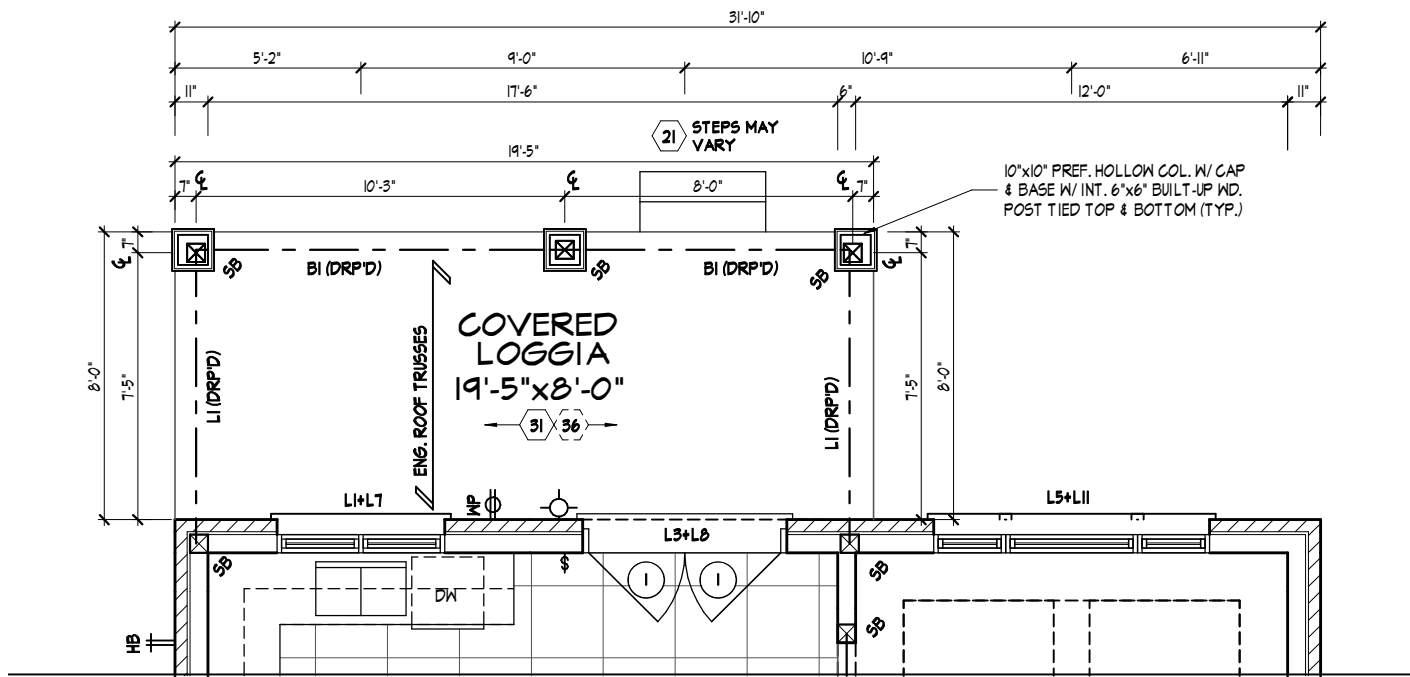 31'-10"
5'-2" 9'-0" 10'-9" 6'-11"
11" 17'-6" 6" 12'-0" 11"
21 STEPS MAY
VARY
19'-5"
7" ℄ 10'-3" ℄ 8'-0" ℄ 7"
10"x10" PREF. HOLLOW COL. W/ CAP
& BASE W/ INT. 6"x6" BUILT-UP WD.
POST TIED TOP & BOTTOM (TYP.)
7" ℄ 7" ℄
SB B1 (DRP'D) SB B1 (DRP'D) SB
COVERED
LOGGIA
19'-5"x8'-0"
31 36
ENG. ROOF TRUSSES
8'-0" 7'-5" L1 (DRP'D) L1 (DRP'D) 7'-5" 8'-0"
L1+L7 WP L5+L11
L3+L8
SB $ SB
DW 1 1
SB
HB